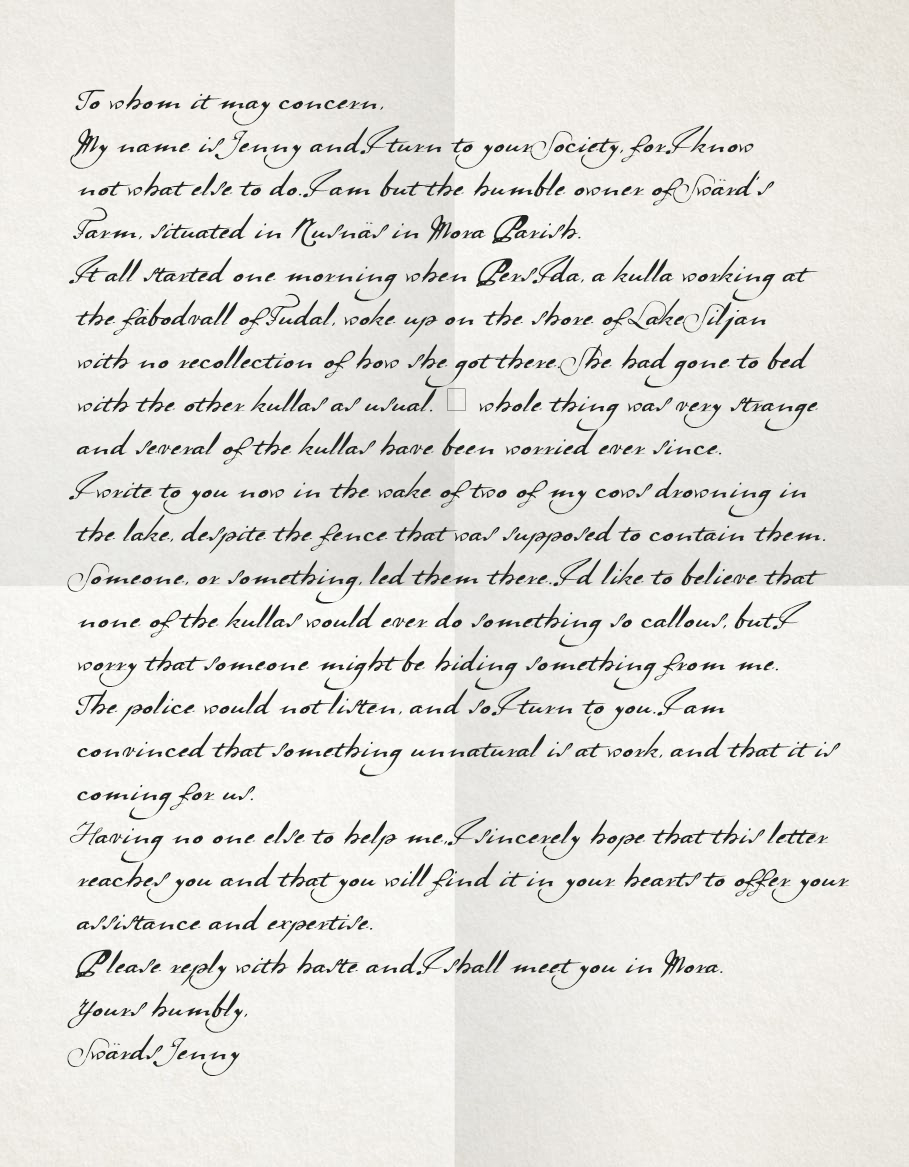 To whom it may concern,
My name is Jenny and I turn to your Society, for I know
not what else to do. I am but the humble owner of Swärd's
Farm, situated in Nusnäs in Mora Parish.
It all started one morning when Pers Ida, a kulla working at
the fäbodvall of Fudal, woke up on the shore of Lake Siljan
with no recollection of how she got there. She had gone to bed
with the other kullas as usual. □ whole thing was very strange
and several of the kullas have been worried ever since.
I write to you now in the wake of two of my cows drowning in
the lake, despite the fence that was supposed to contain them.
Someone, or something, led them there. I'd like to believe that
none of the kullas would ever do something so callous, but I
worry that someone might be hiding something from me.
The police would not listen, and so I turn to you. I am
convinced that something unnatural is at work, and that it is
coming for us.
Having no one else to help me, I sincerely hope that this letter
reaches you and that you will find it in your hearts to offer your
assistance and expertise.
Please reply with haste and I shall meet you in Mora.
Yours humbly,
Swärds Jenny